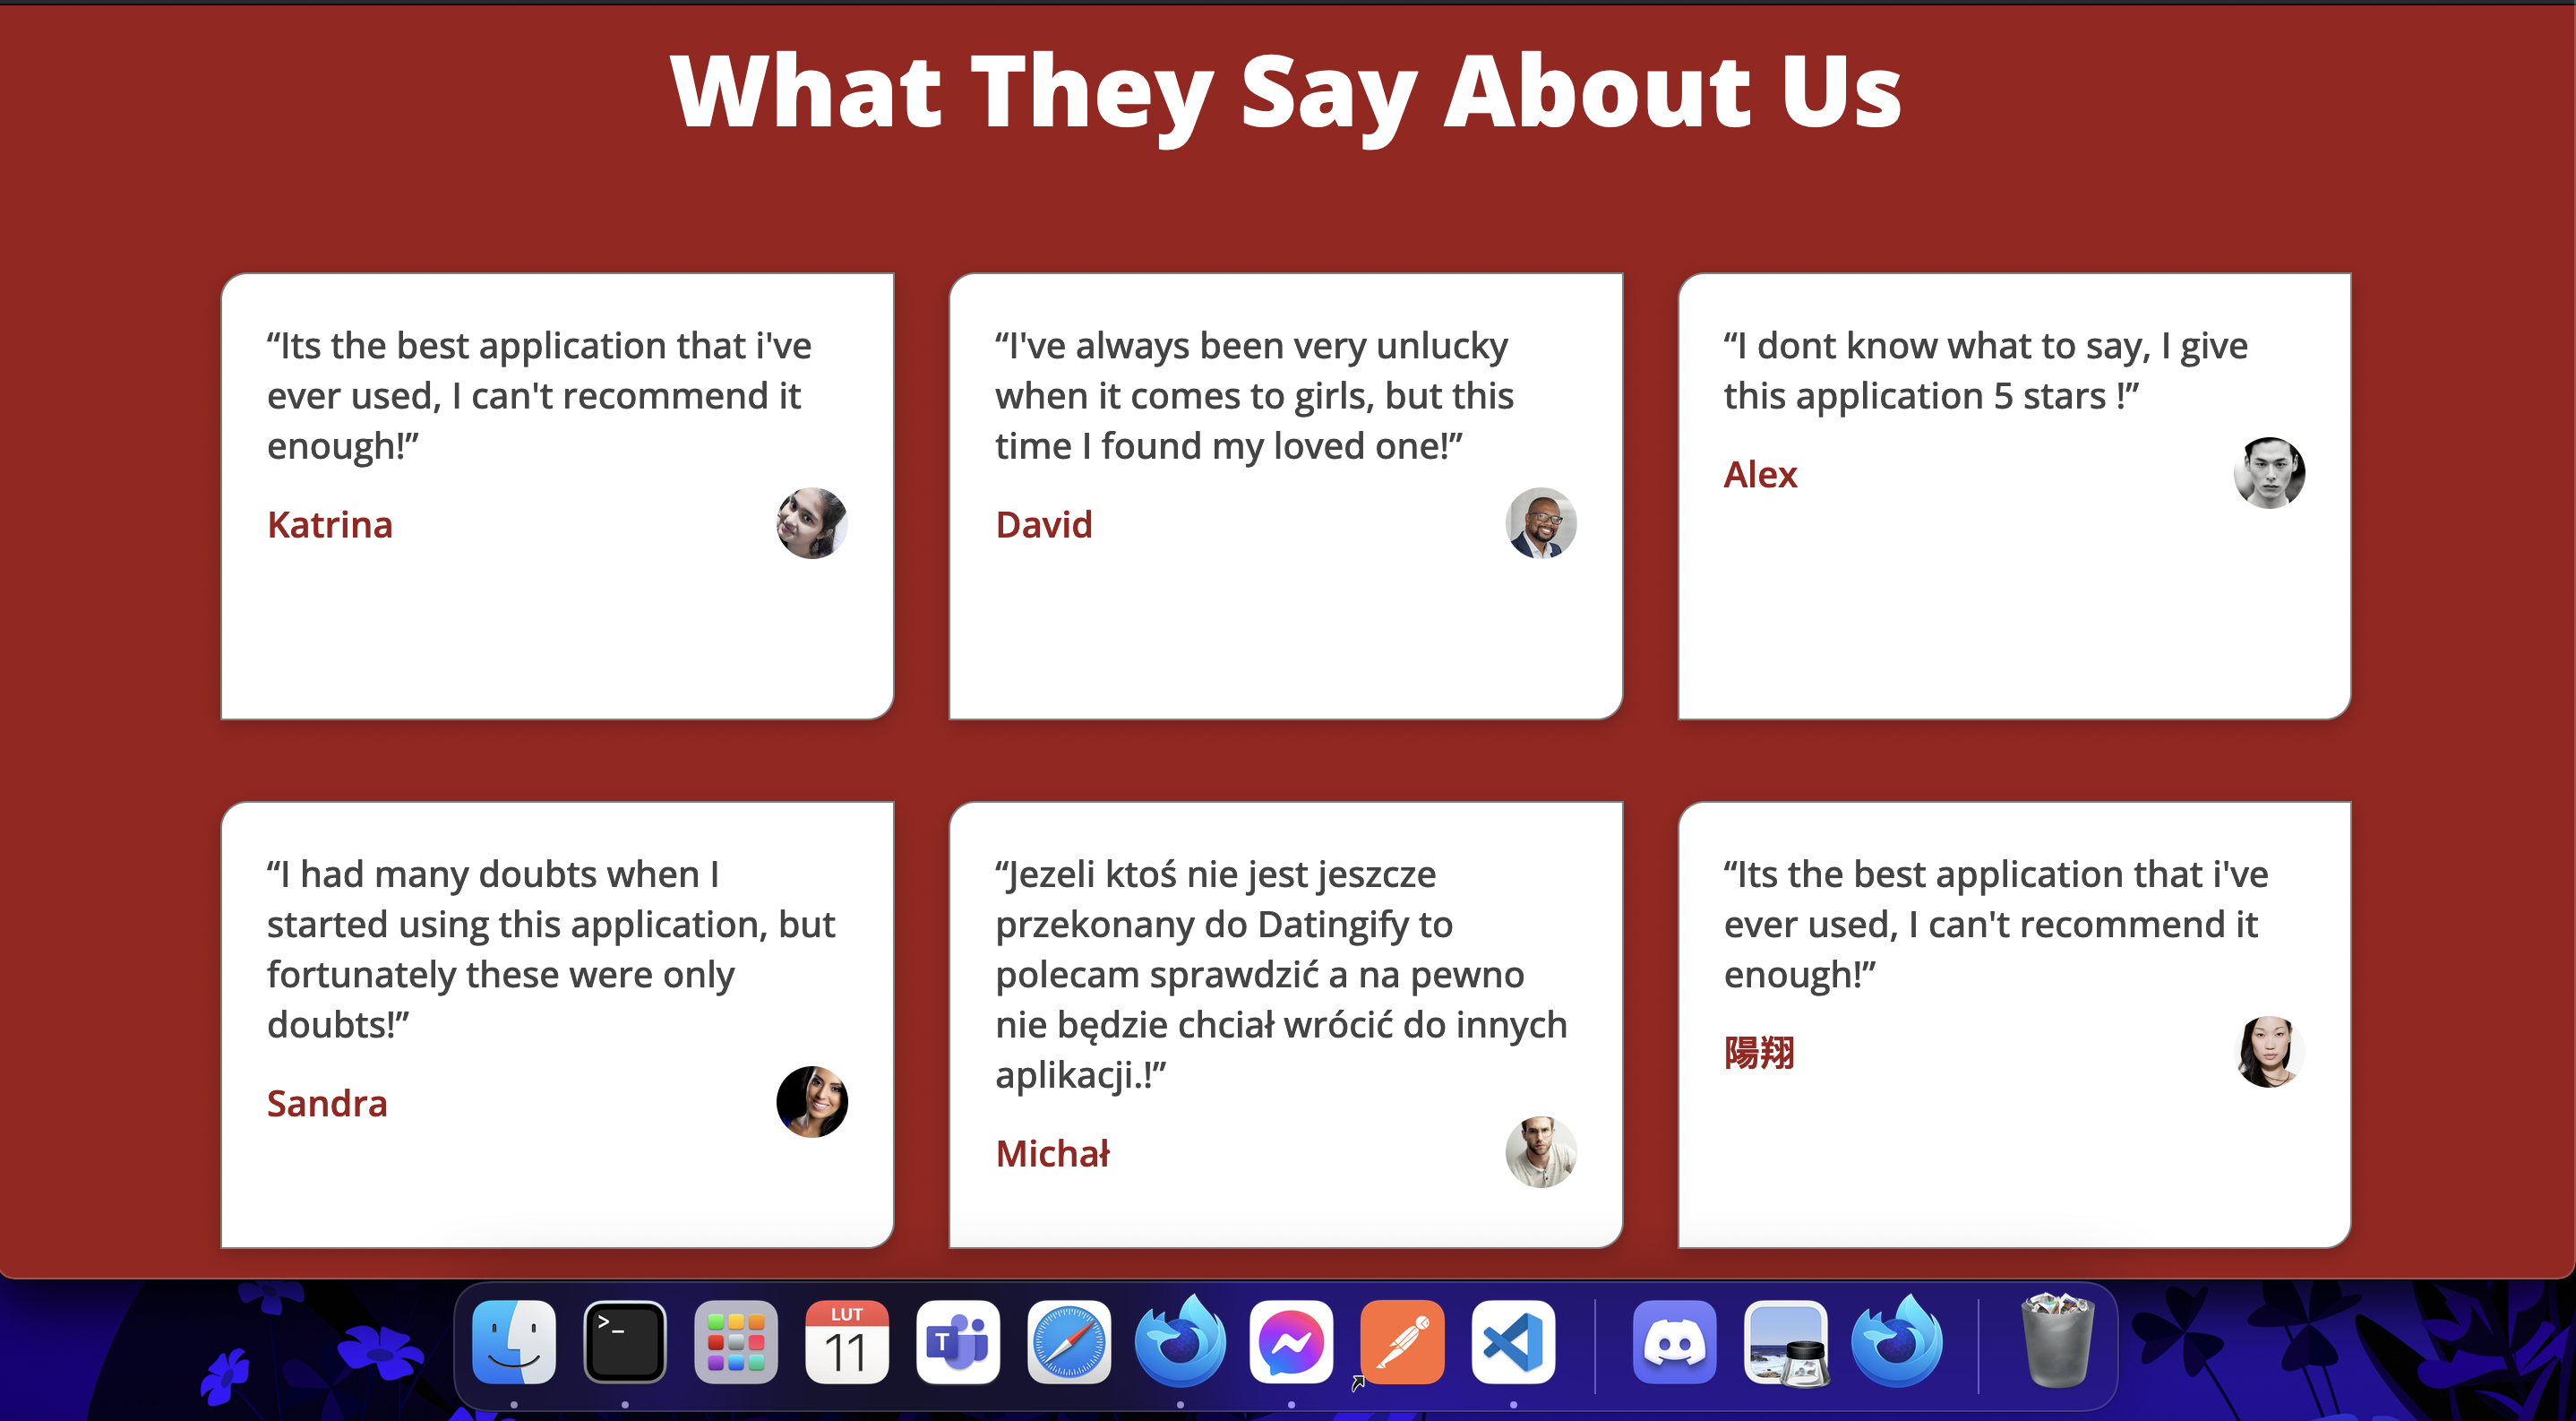 What They Say About Us
“Its the best application that i've
ever used, I can't recommend it
enough!”
Katrina
“I've always been very unlucky
when it comes to girls, but this
time I found my loved one!”
David
“I dont know what to say, I give
this application 5 stars !”
Alex
“I had many doubts when I
started using this application, but
fortunately these were only
doubts!”
Sandra
“Jezeli ktoś nie jest jeszcze
przekonany do Datingify to
polecam sprawdzić a na pewno
nie będzie chciał wrócić do innych
aplikacji.!”
Michał
“Its the best application that i've
ever used, I can't recommend it
enough!”
陽翔
>_
LUT
11
T